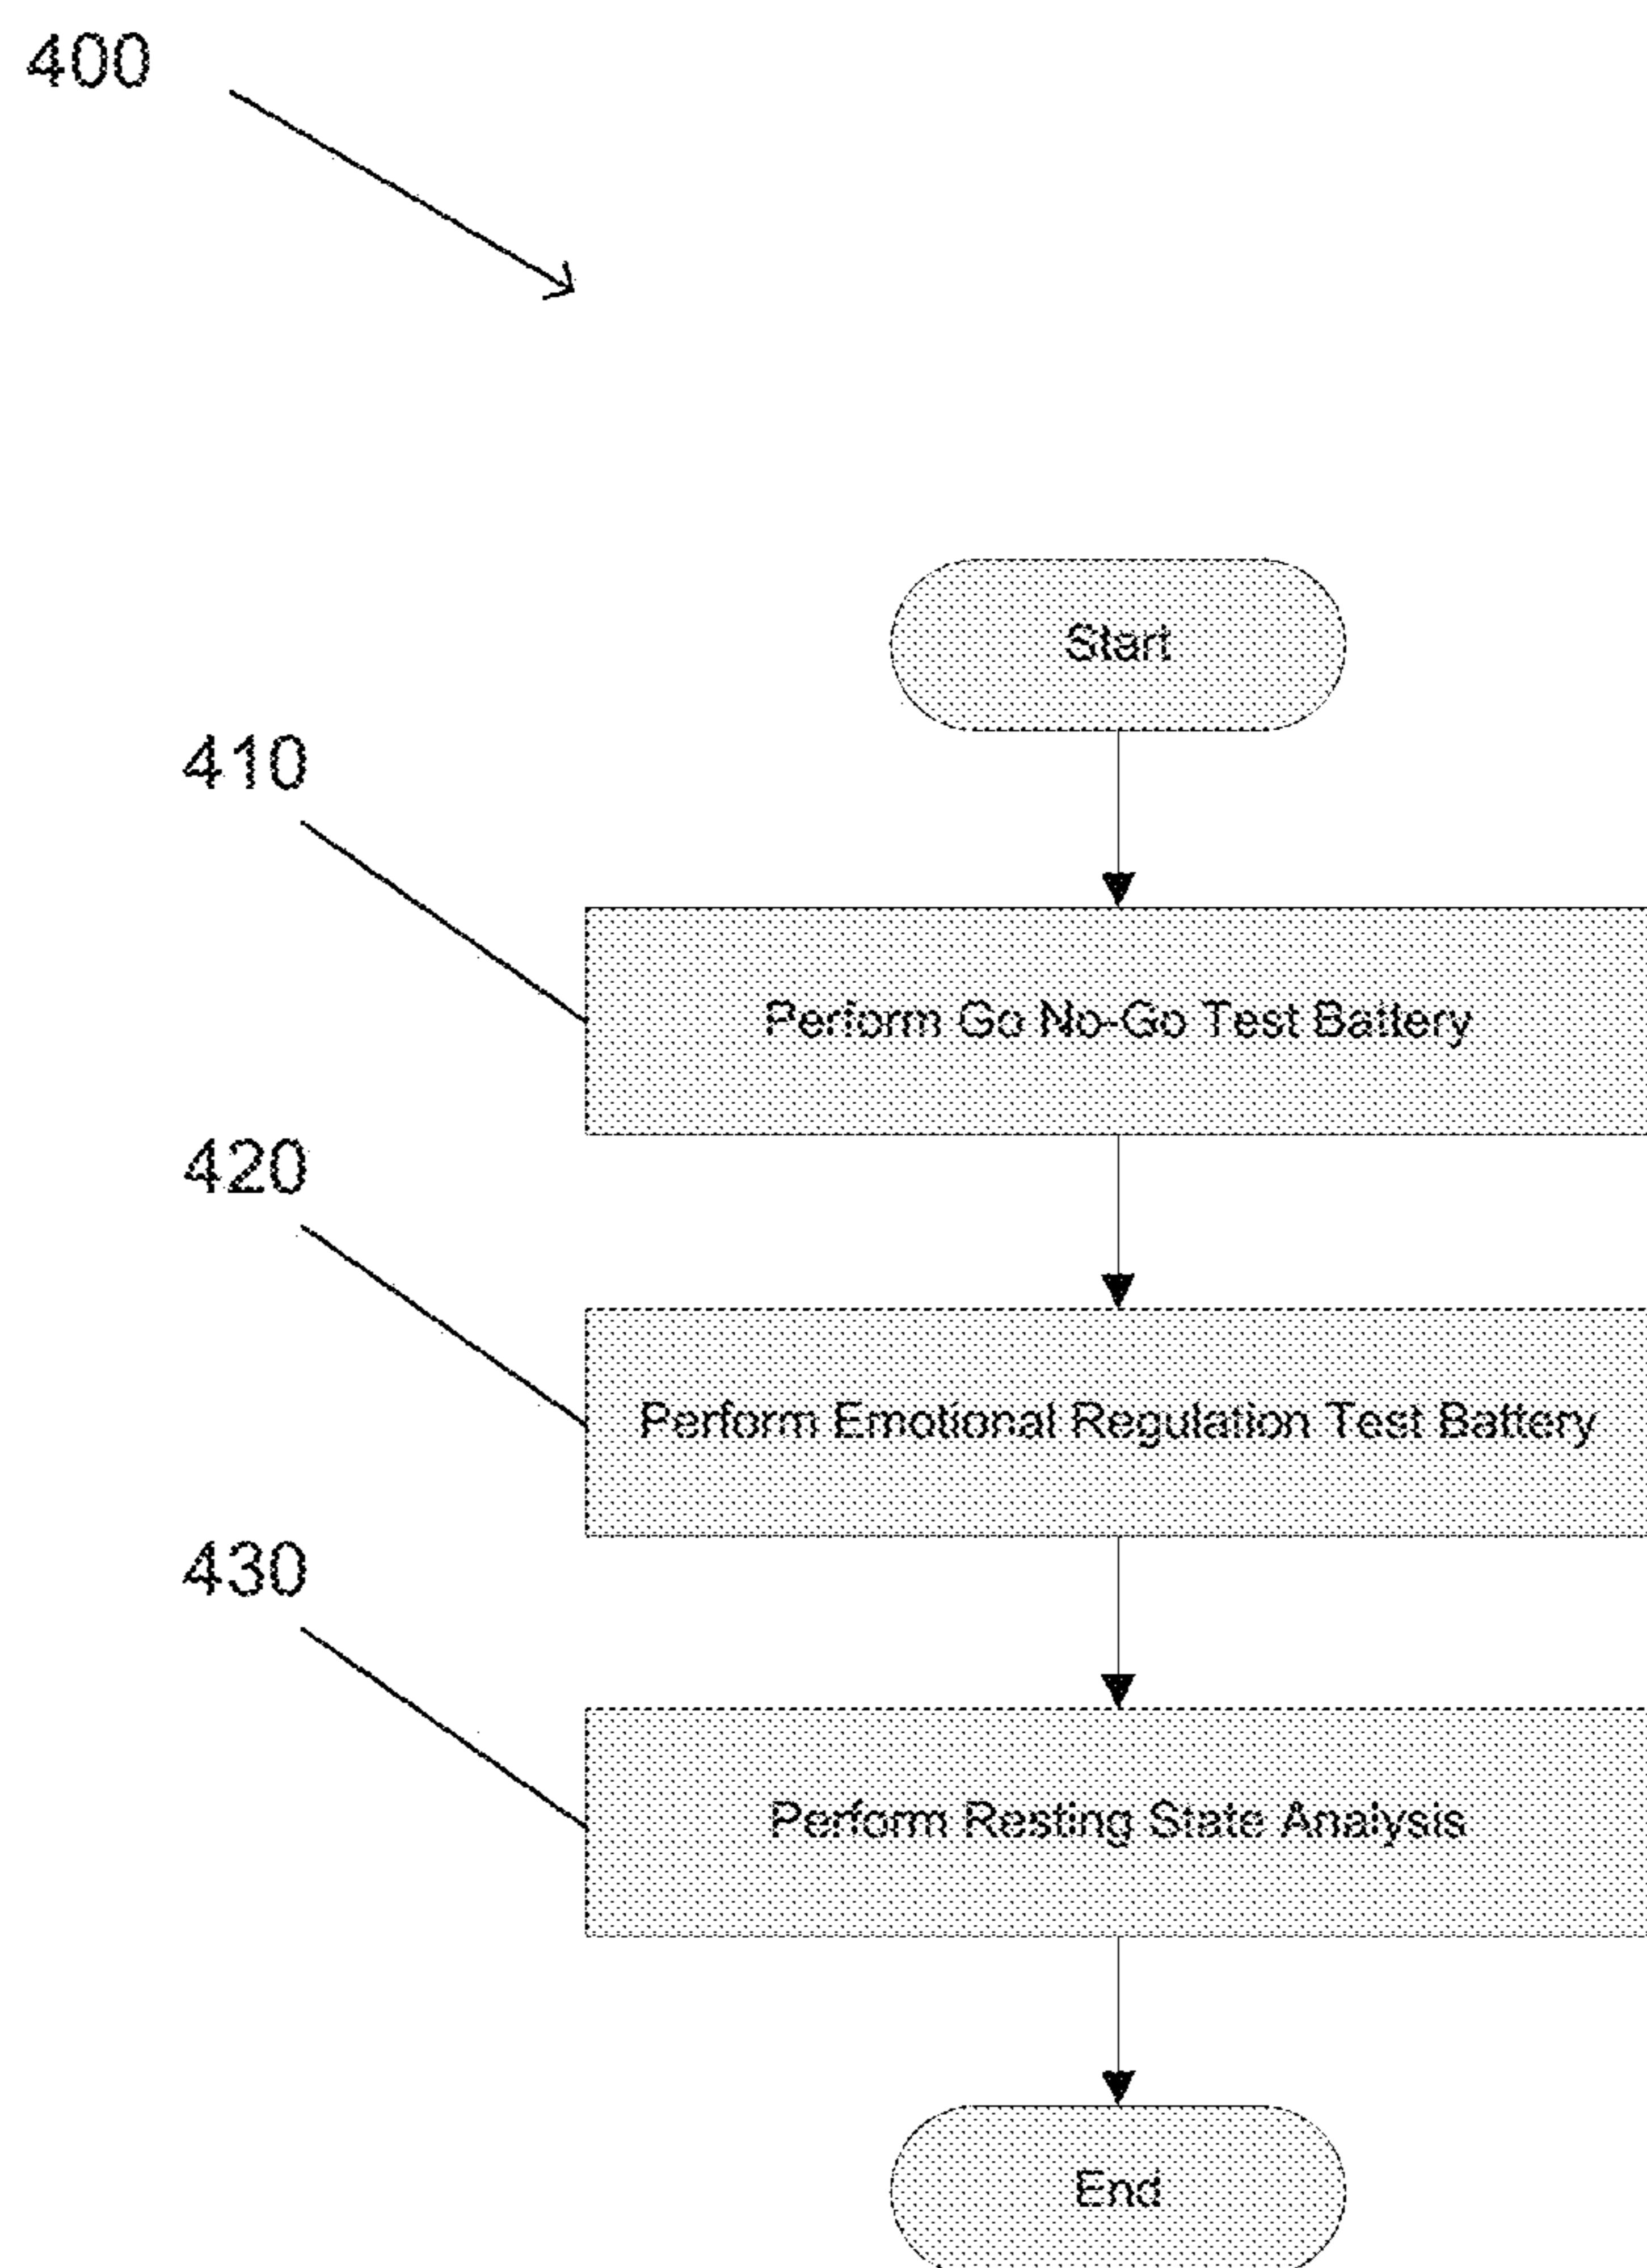 400
Start
410
Perform Go No-Go Test Battery
420
Perform Emotional Regulation Test Battery
430
Perform Resting State Analysis
End